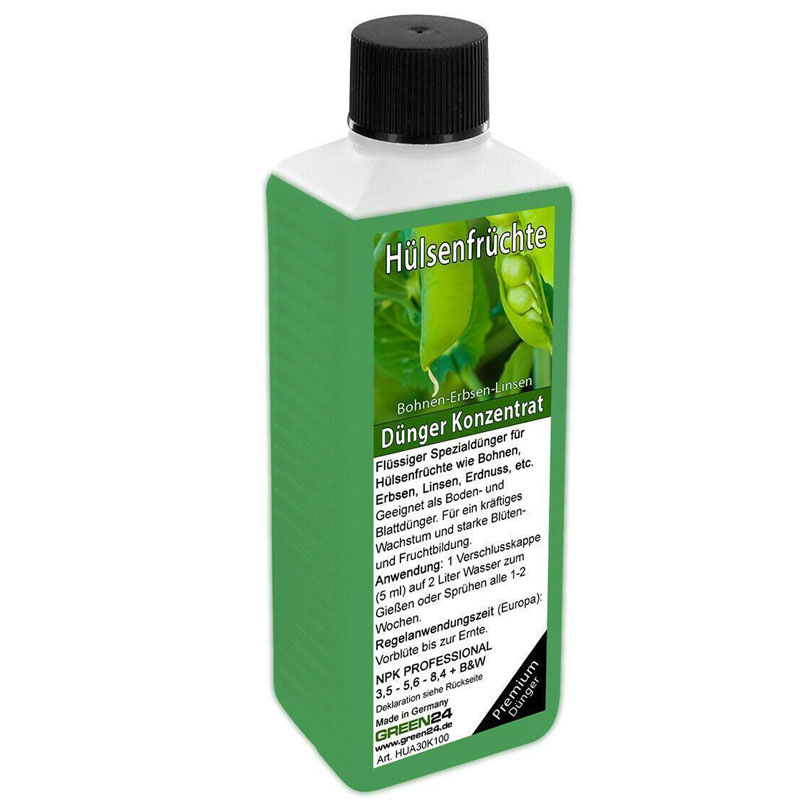 Hülsenfrüchte
Bohnen-Erbsen-Linsen
Dünger Konzentrat
Flüssiger Spezialdünger für
Hülsenfrüchte wie Bohnen,
Erbsen, Linsen, Erdnuss, etc.
Geeignet als Boden- und
Blattdünger. Für ein kräftiges
Wachstum und starke Blüten-
und Fruchtbildung.
Anwendung: 1 Verschlusskappe
(5 ml) auf 2 Liter Wasser zum
Gießen oder Sprühen alle 1-2
Wochen.
Regelanwendungszeit (Europa):
Vorblüte bis zur Ernte.
NPK PROFESSIONAL
3,5 - 5,6 - 8,4 + B&W
Deklaration siehe Rückseite
Made in Germany
GREEN24
www.green24.de
Art. HUA30K100
Premium
Dünger